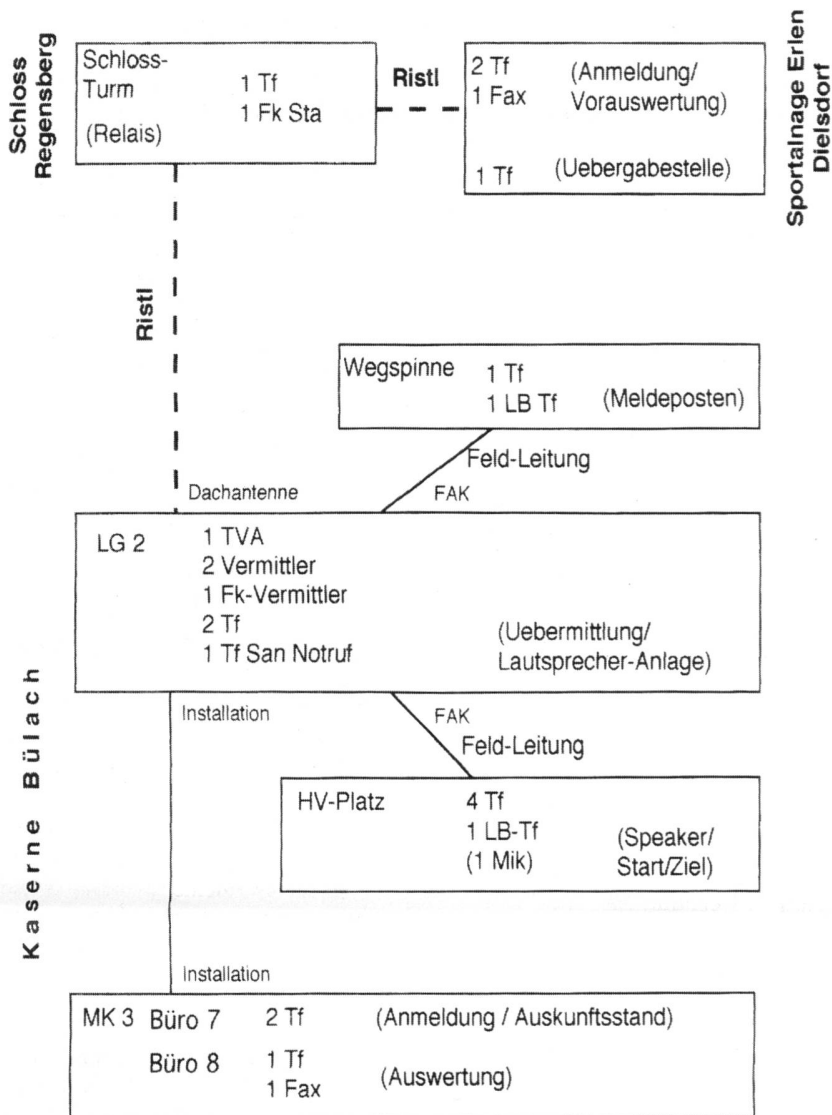 Schloss
Regensberg
Schloss-
Turm
(Relais)
1 Tf
1 Fk Sta
Ristl
2 Tf (Anmeldung/
1 Fax Vorauswertung)
1 Tf (Uebergabestelle)
Sportalnage Erlen
Dielsdorf
Ristl
Wegspinne 1 Tf
1 LB Tf (Meldeposten)
Feld-Leitung
Dachantenne FAK
LG 2 1 TVA
2 Vermittler
1 Fk-Vermittler
2 Tf
1 Tf San Notruf
(Uebermittlung/
Lautsprecher-Anlage)
Installation FAK
Feld-Leitung
Kaserne Bülach
HV-Platz 4 Tf
1 LB-Tf
(1 Mik)
(Speaker/
Start/Ziel)
Installation
MK 3 Büro 7 2 Tf (Anmeldung / Auskunftsstand)
Büro 8 1 Tf
1 Fax
(Auswertung)